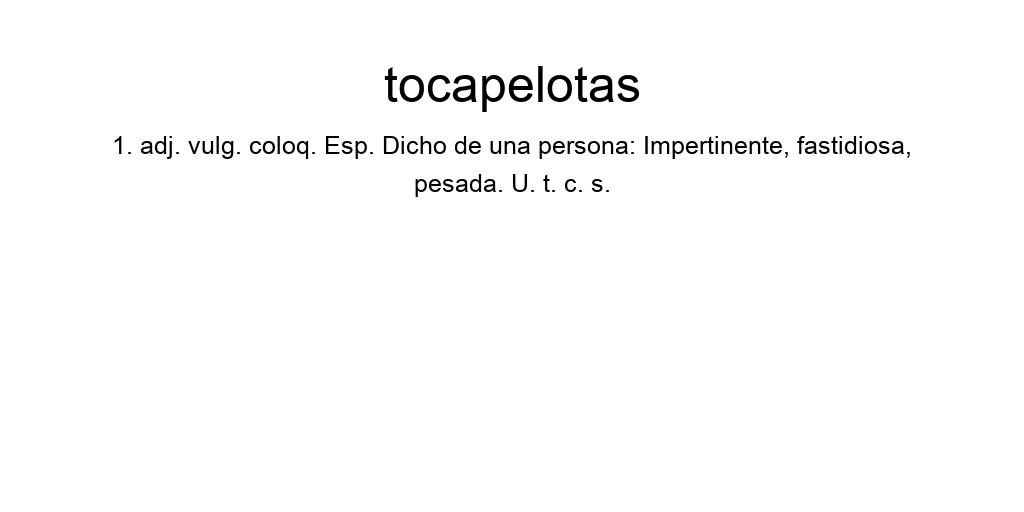 tocapelotas
1. adj. vulg. coloq. Esp. Dicho de una persona: Impertinente, fastidiosa,
pesada. U. t. c. s.